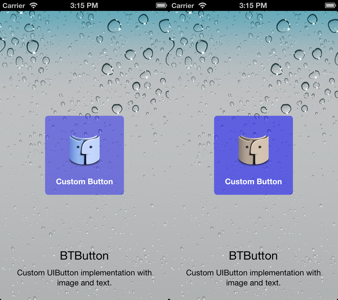 Carrier 3:15 PM
Custom Button
BTButton
Custom UIButton implementation with
image and text.
Carrier 3:15 PM
Custom Button
BTButton
Custom UIButton implementation with
image and text.